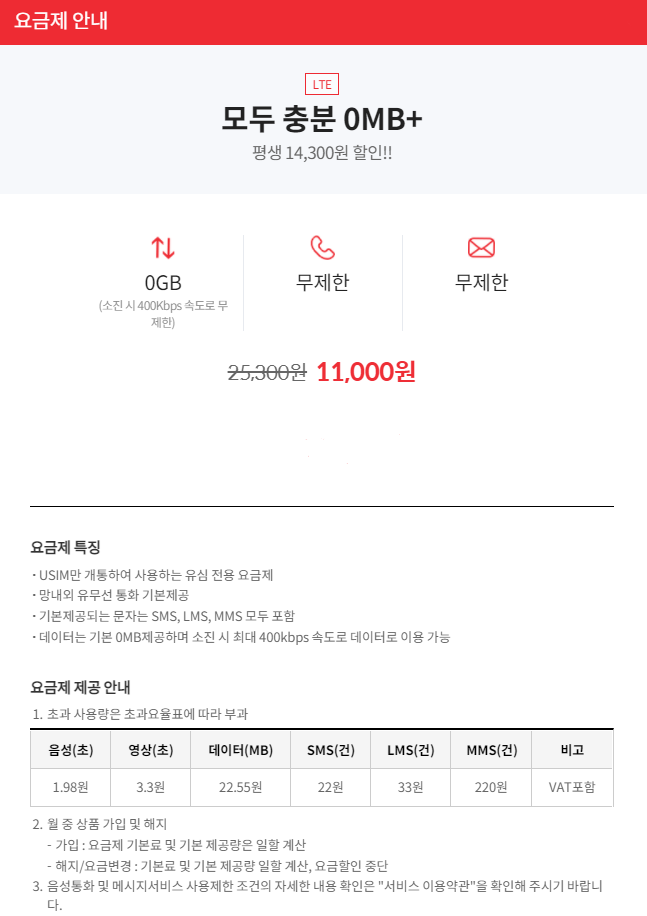 요금제 안내
LTE
모두 충분 0MB+
평생 14,300원 할인!!
0GB
(소진 시 400Kbps 속도로 무
제한)
무제한
무제한
25,300원 11,000원
요금제 특징
· USIM만 개통하여 사용하는 유심 전용 요금제
· 망내외 유무선 통화 기본제공
· 기본제공되는 문자는 SMS, LMS, MMS 모두 포함
· 데이터는 기본 0MB제공하며 소진 시 최대 400kbps 속도로 데이터로 이용 가능
요금제 제공 안내
1. 초과 사용량은 초과요율표에 따라 부과
음성(초) 영상(초) 데이터(MB) SMS(건) LMS(건) MMS(건) 비고
1.98원 3.3원 22.55원 22원 33원 220원 VAT포함
2. 월 중 상품 가입 및 해지
- 가입 : 요금제 기본료 및 기본 제공량은 일할 계산
- 해지/요금변경 : 기본료 및 기본 제공량 일할 계산, 요금할인 중단
3. 음성통화 및 메시지서비스 사용제한 조건의 자세한 내용 확인은 "서비스 이용약관"을 확인해 주시기 바랍니
다.